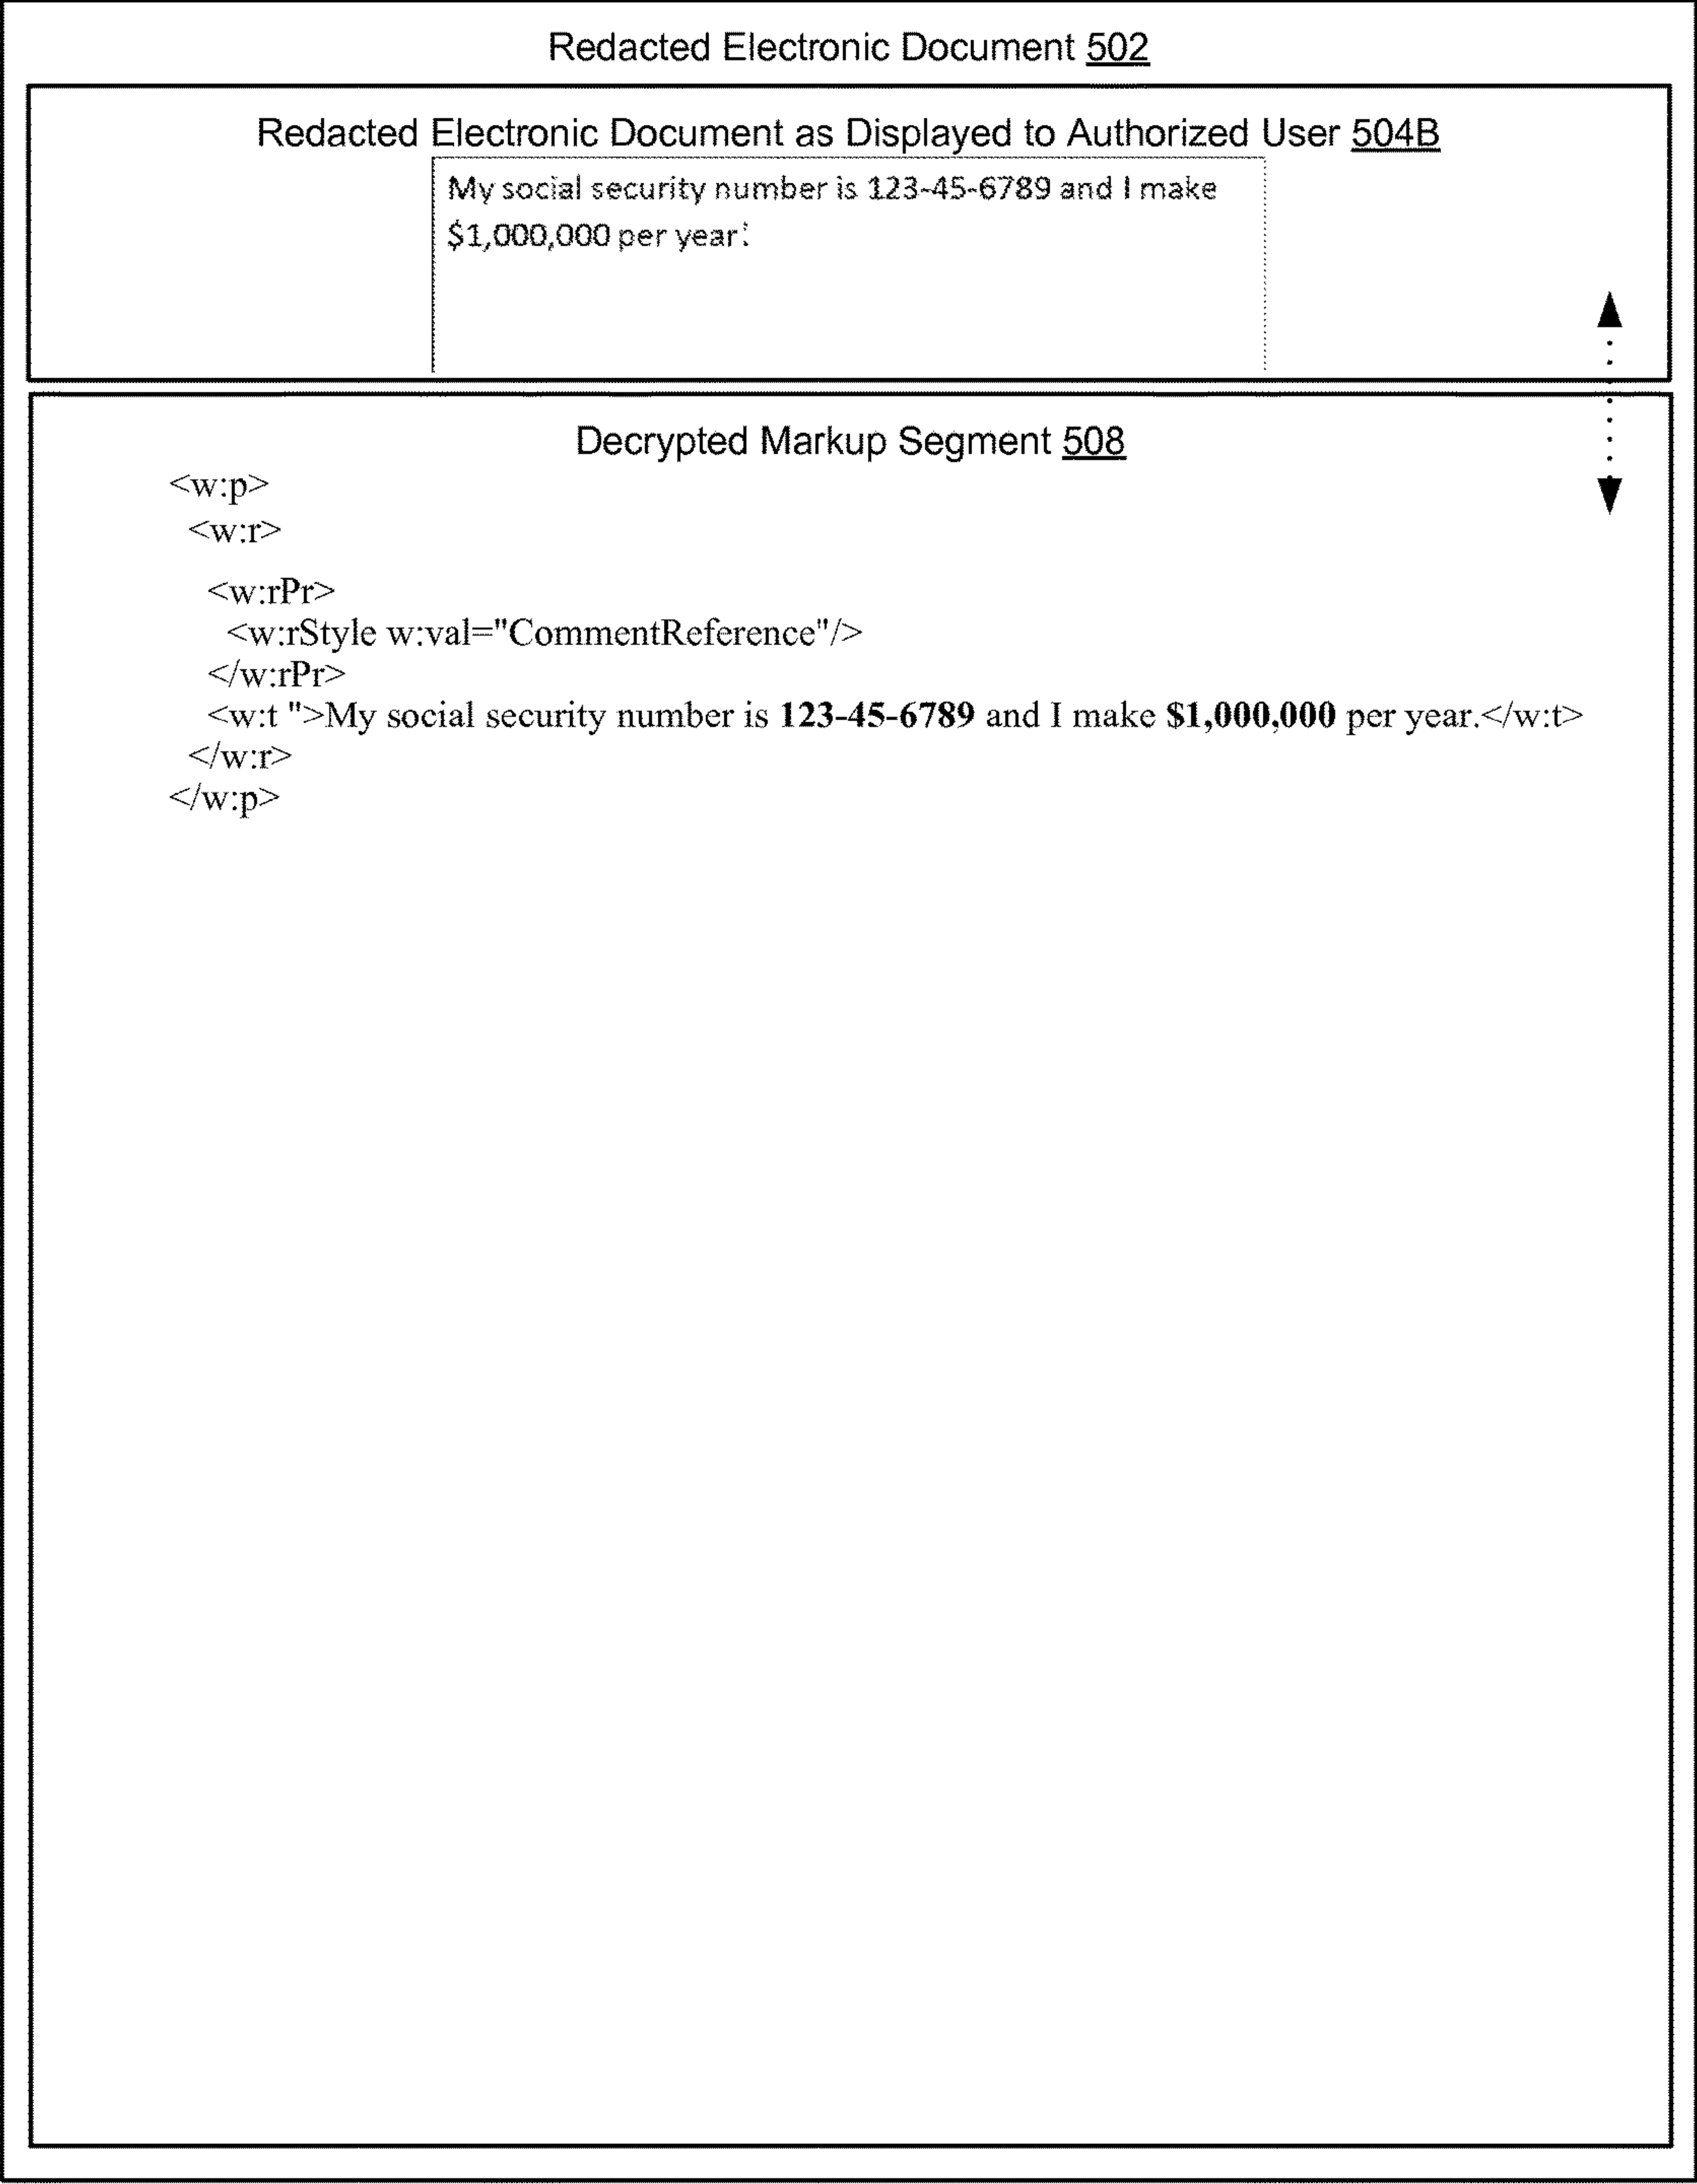 Redacted Electronic Document 502
Redacted Electronic Document as Displayed to Authorized User 504B
My social security number is 123-45-6789 and I make
$1,000,000 per year.
Decrypted Markup Segment 508
<w:p>
<w:r>
<w:rPr>
<w:rStyle w:val="CommentReference"/>
</w:rPr>
<w:t ">My social security number is 123-45-6789 and I make $1,000,000 per year.</w:t>
</w:r>
</w:p>